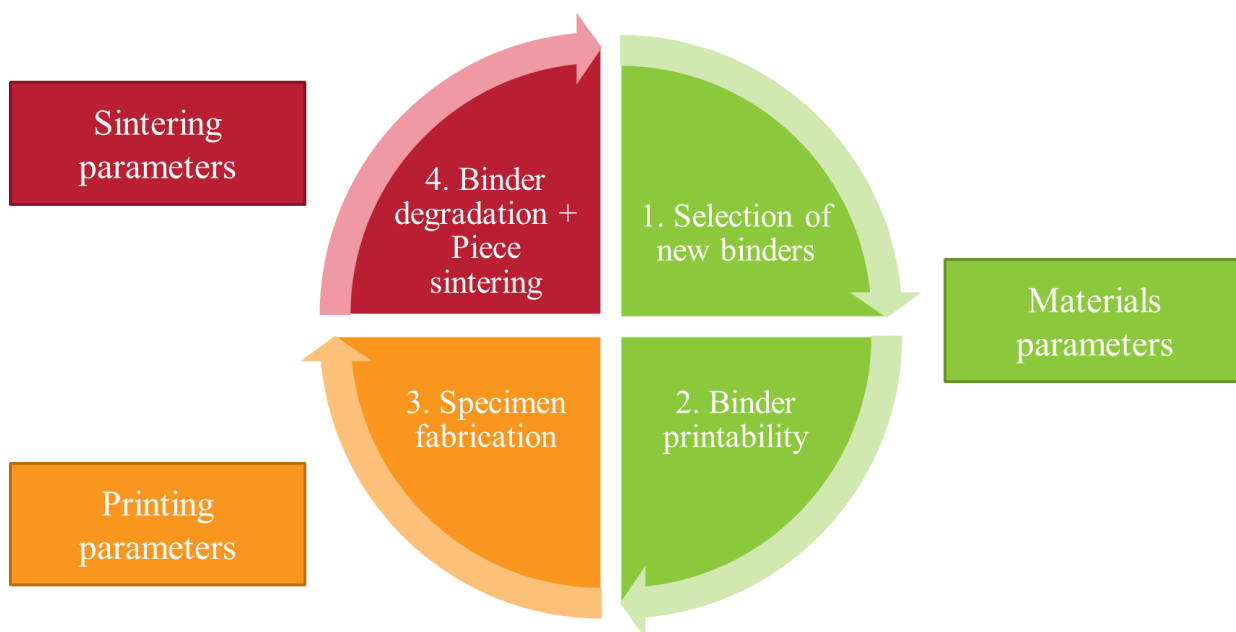 Sintering
parameters
4. Binder
degradation +
Piece
sintering
1. Selection of
new binders
Materials
parameters
3. Specimen
fabrication
2. Binder
printability
Printing
parameters